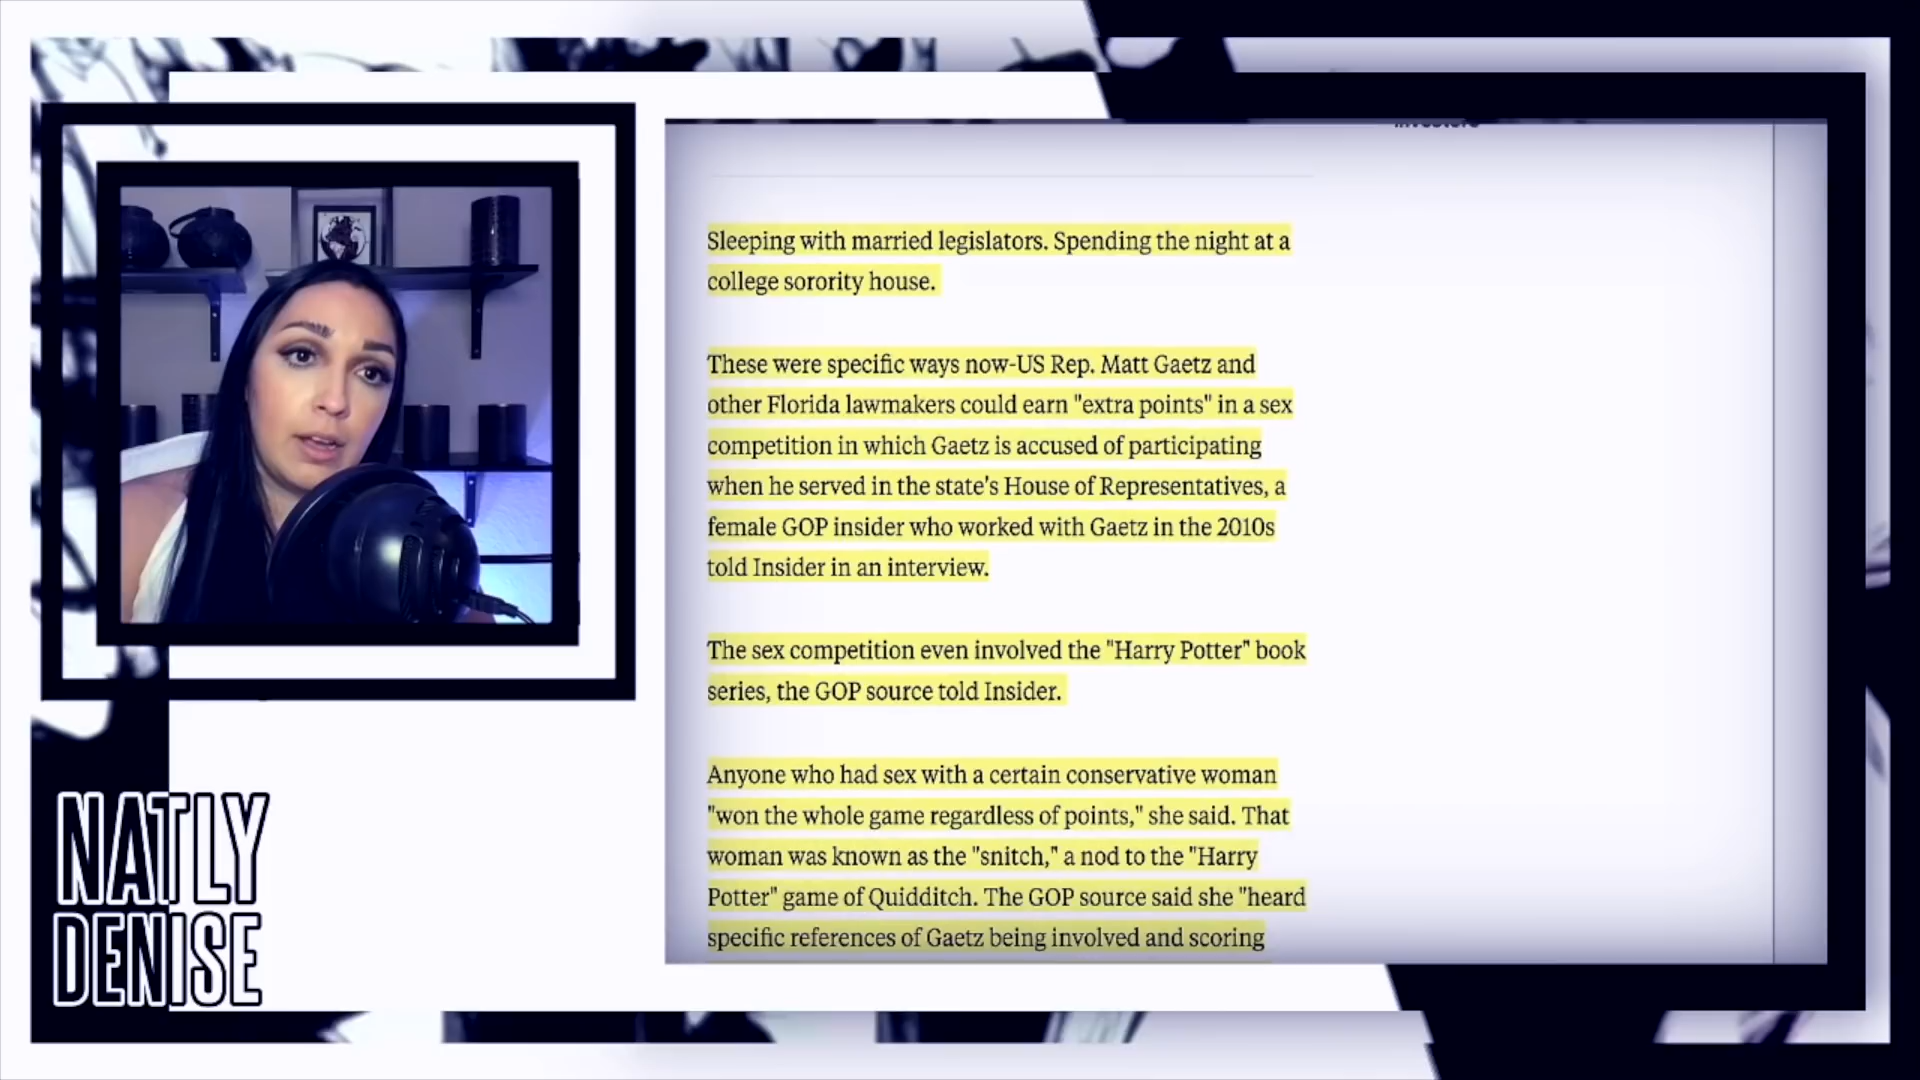 Sleeping with married legislators. Spending the night at a
college sorority house.
These were specific ways now-US Rep. Matt Gaetz and
other Florida lawmakers could earn "extra points" in a sex
competition in which Gaetz is accused of participating
when he served in the state's House of Representatives, a
female GOP insider who worked with Gaetz in the 2010s
told Insider in an interview.
The sex competition even involved the "Harry Potter" book
series, the GOP source told Insider.
Anyone who had sex with a certain conservative woman
"won the whole game regardless of points," she said. That
woman was known as the "snitch," a nod to the "Harry
Potter" game of Quidditch. The GOP source said she "heard
specific references of Gaetz being involved and scoring
NATLY
DENISE